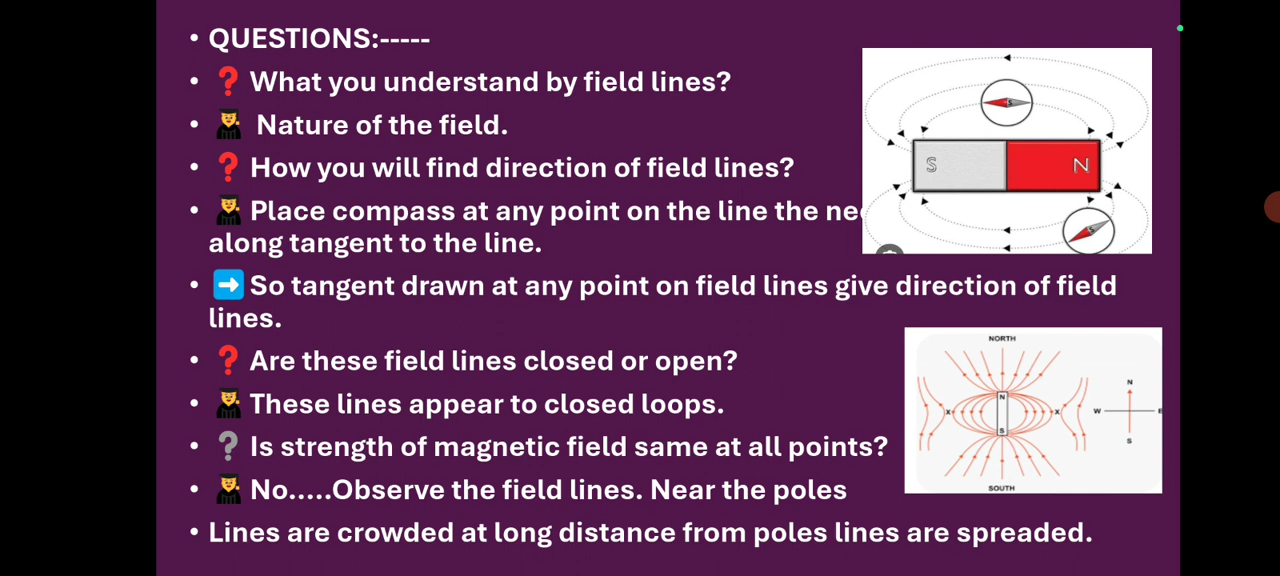 • QUESTIONS:-----
• ❓ What you understand by field lines?
• 👩‍🎓 Nature of the field.
• ❓ How you will find direction of field lines?
• 👩‍🎓 Place compass at any point on the line the
along tangent to the line.
• ➡️ So tangent drawn at any point on field lines give direction of field
lines.
• ❓ Are these field lines closed or open?
• 👩‍🎓 These lines appear to closed loops.
• ❔ Is strength of magnetic field same at all points?
• 👩‍🎓 No.....Observe the field lines. Near the poles
• Lines are crowded at long distance from poles lines are spreaded.
S N
NORTH
N
S
X X
SOUTH
N
W E
S